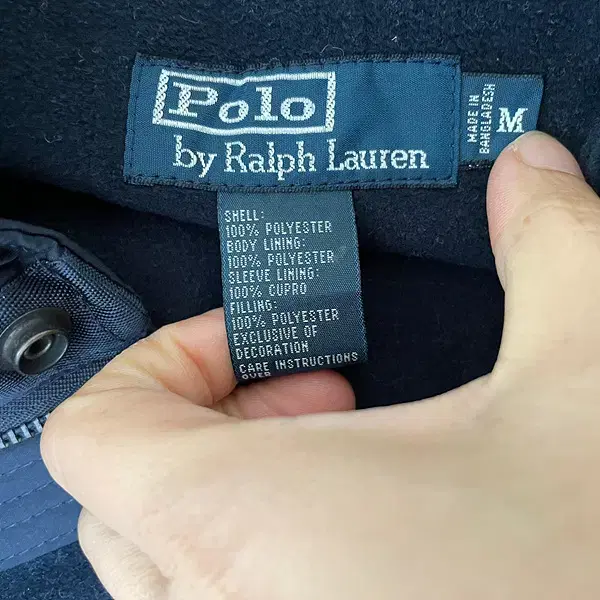 Polo
by Ralph Lauren
MADE IN
BANGLADESH
M
SHELL:
100% POLYESTER
BODY LINING:
100% POLYESTER
SLEEVE LINING:
100% CUPRO
FILLING:
100% POLYESTER
EXCLUSIVE OF
DECORATION
CARE INSTRUCTIONS
OVER